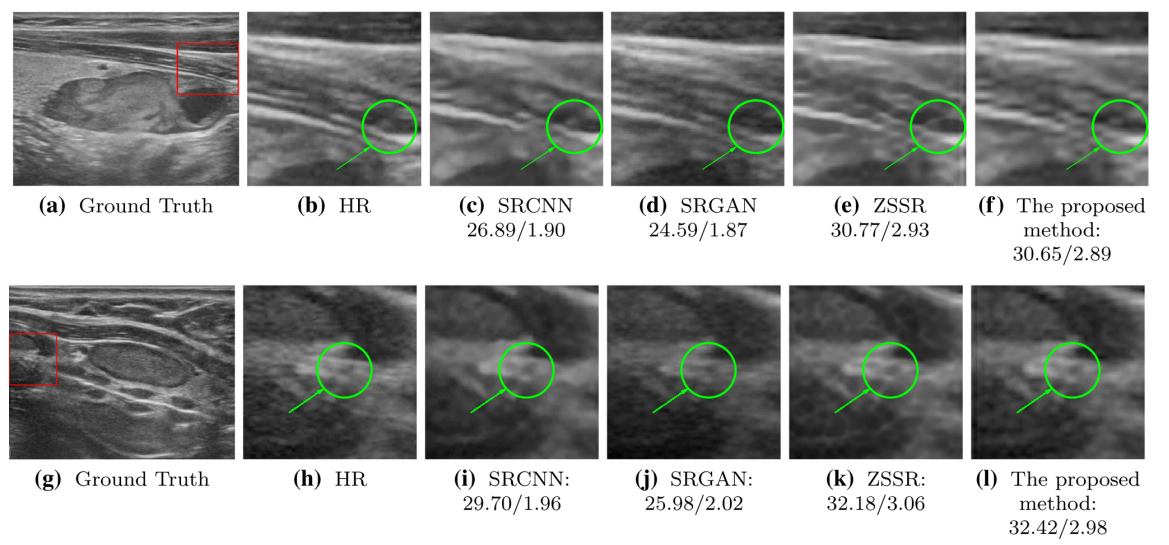 (a) Ground Truth
(b) HR
(c) SRCNN
26.89/1.90
(d) SRGAN
24.59/1.87
(e) ZSSR
30.77/2.93
(f) The proposed
method:
30.65/2.89
(g) Ground Truth
(h) HR
(i) SRCNN:
29.70/1.96
(j) SRGAN:
25.98/2.02
(k) ZSSR:
32.18/3.06
(l) The proposed
method:
32.42/2.98